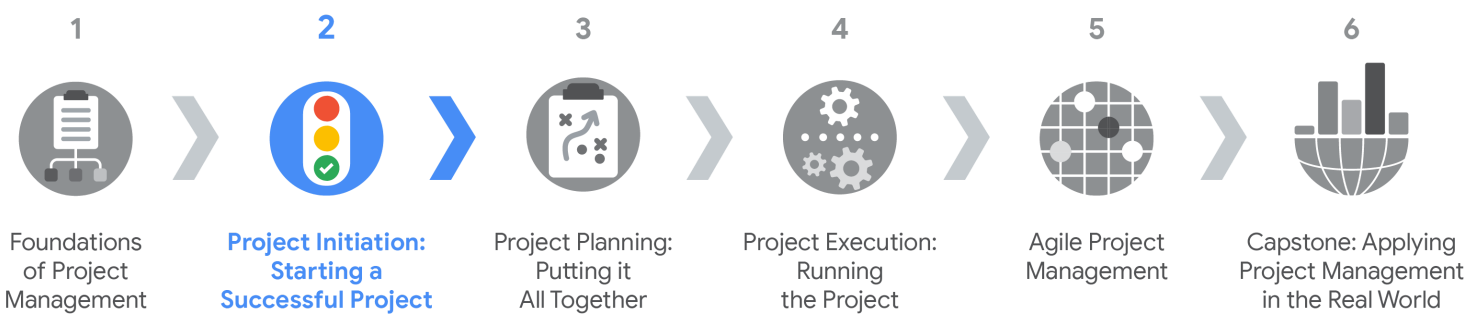 1
2
3
4
5
6
Foundations
of Project
Management
Project Initiation:
Starting a
Successful Project
Project Planning:
Putting it
All Together
Project Execution:
Running
the Project
Agile Project
Management
Capstone: Applying
Project Management
in the Real World